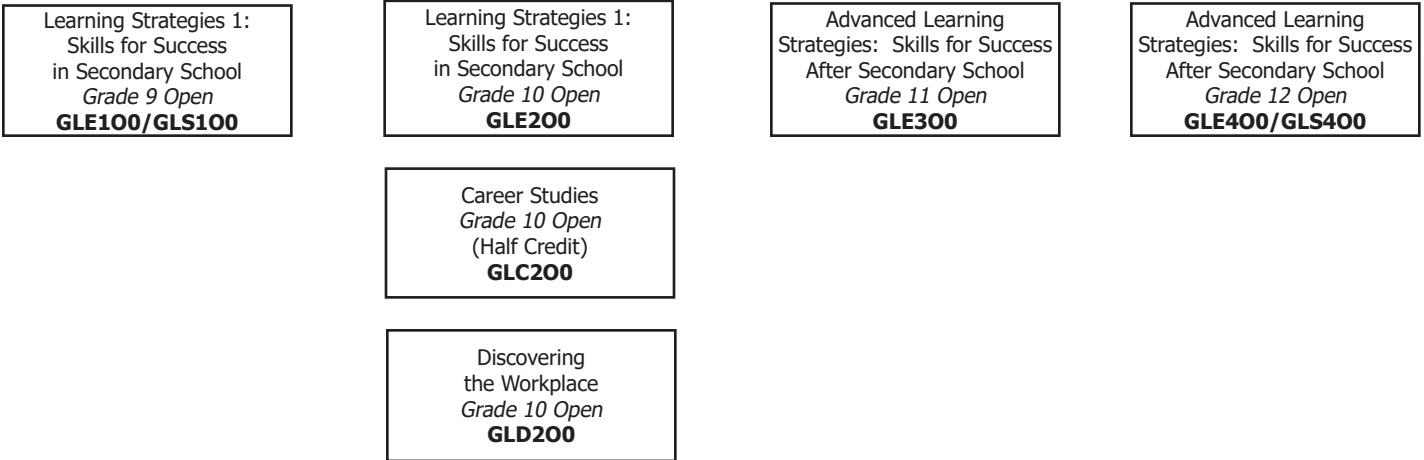 Learning Strategies 1:
Skills for Success
in Secondary School
Grade 9 Open
GLE1O0/GLS1O0
Learning Strategies 1:
Skills for Success
in Secondary School
Grade 10 Open
GLE2O0
Advanced Learning
Strategies:  Skills for Success
After Secondary School
Grade 11 Open
GLE3O0
Advanced Learning
Strategies:  Skills for Success
After Secondary School
Grade 12 Open
GLE4O0/GLS4O0
Career Studies
Grade 10 Open
(Half Credit)
GLC2O0
Discovering
the Workplace
Grade 10 Open
GLD2O0